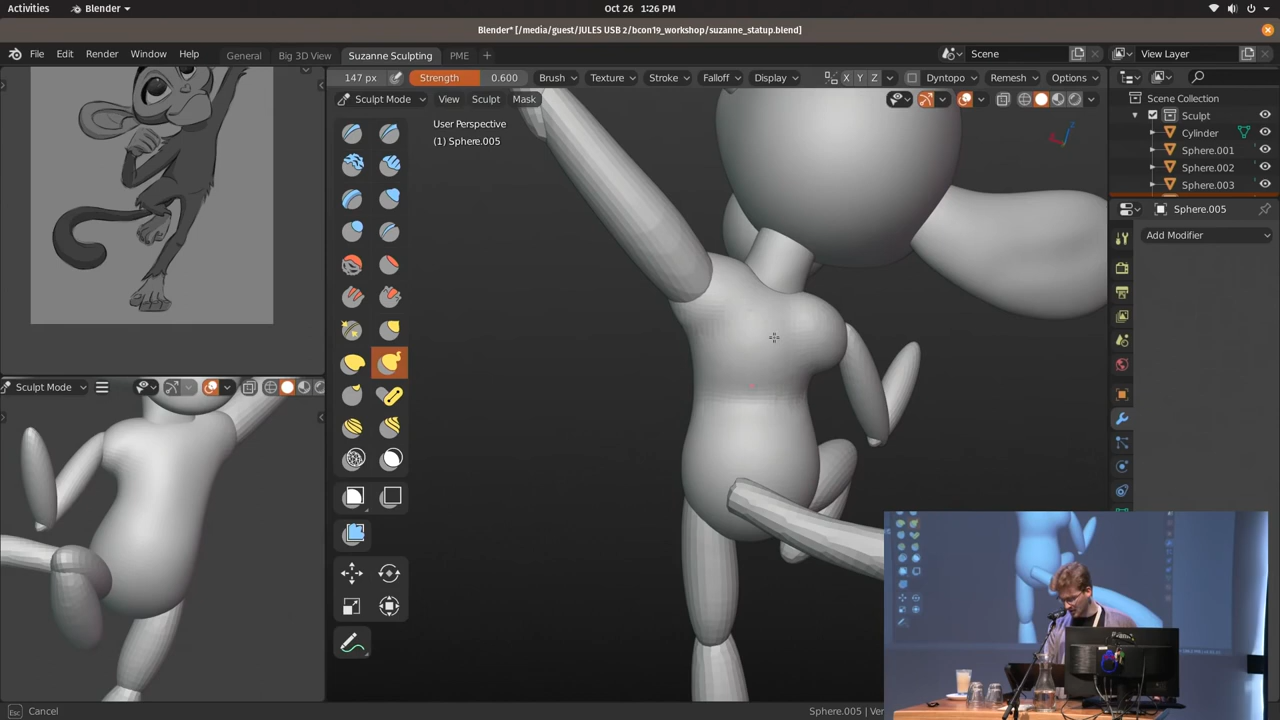 Activities
Blender
Oct 26 1:26 PM
Blender* [/media/guest/JULES USB 2/bcon19_workshop/suzanne_statup.blend]
File Edit Render Window Help
General Big 3D View Suzanne Sculpting PME +
Scene
View Layer
147 px Strength 0.600 Brush Texture Stroke Falloff Display X Y Z Dyntopo Remesh Options
Sculpt Mode View Sculpt Mask
User Perspective
(1) Sphere.005
Z
Scene Collection
Sculpt
Cylinder
Sphere.001
Sphere.002
Sphere.003
Sphere.005
Add Modifier
Sculpt Mode
Esc Cancel
Sphere.005 | Ver